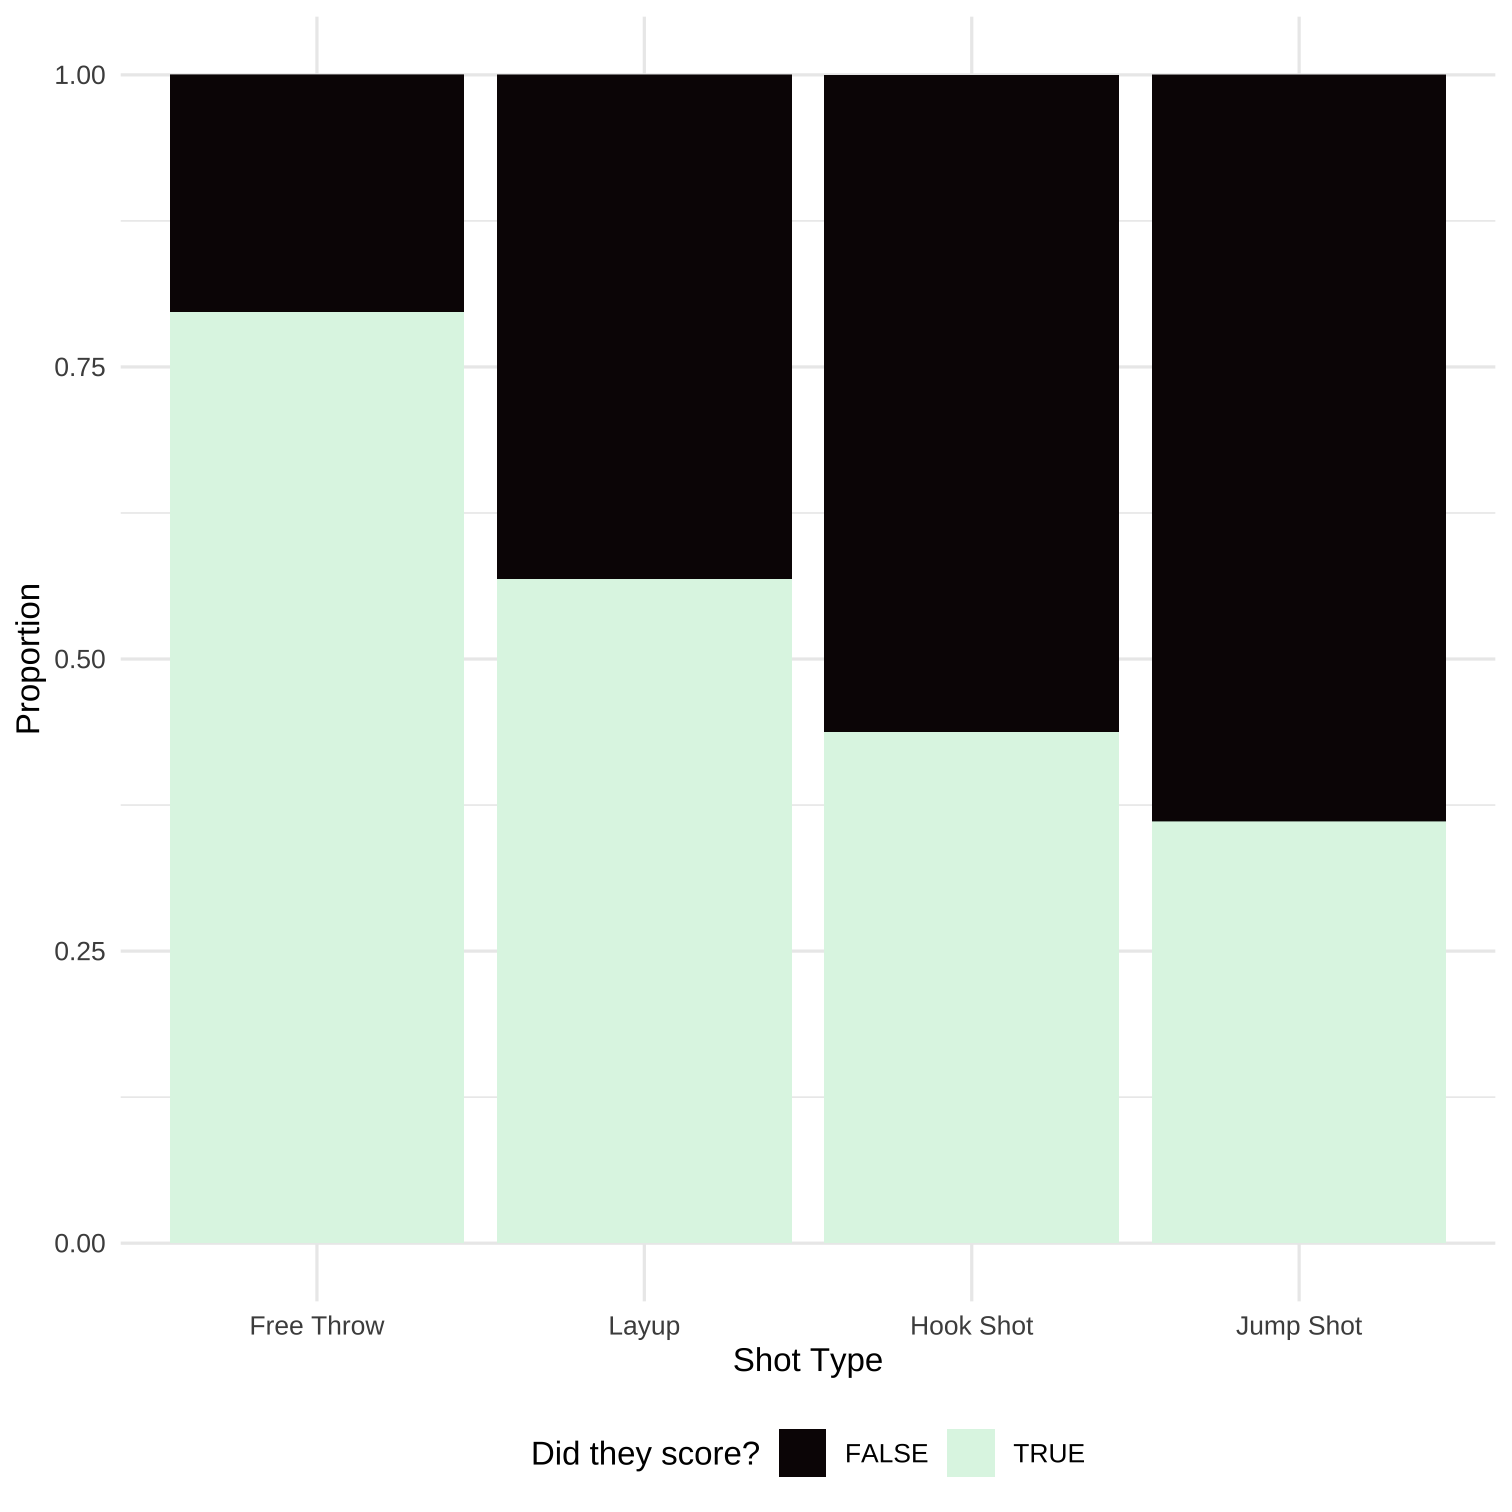 1.00
0.75
0.50
0.25
0.00
Proportion
Free Throw Layup Hook Shot Jump Shot
Shot Type
Did they score? FALSE TRUE